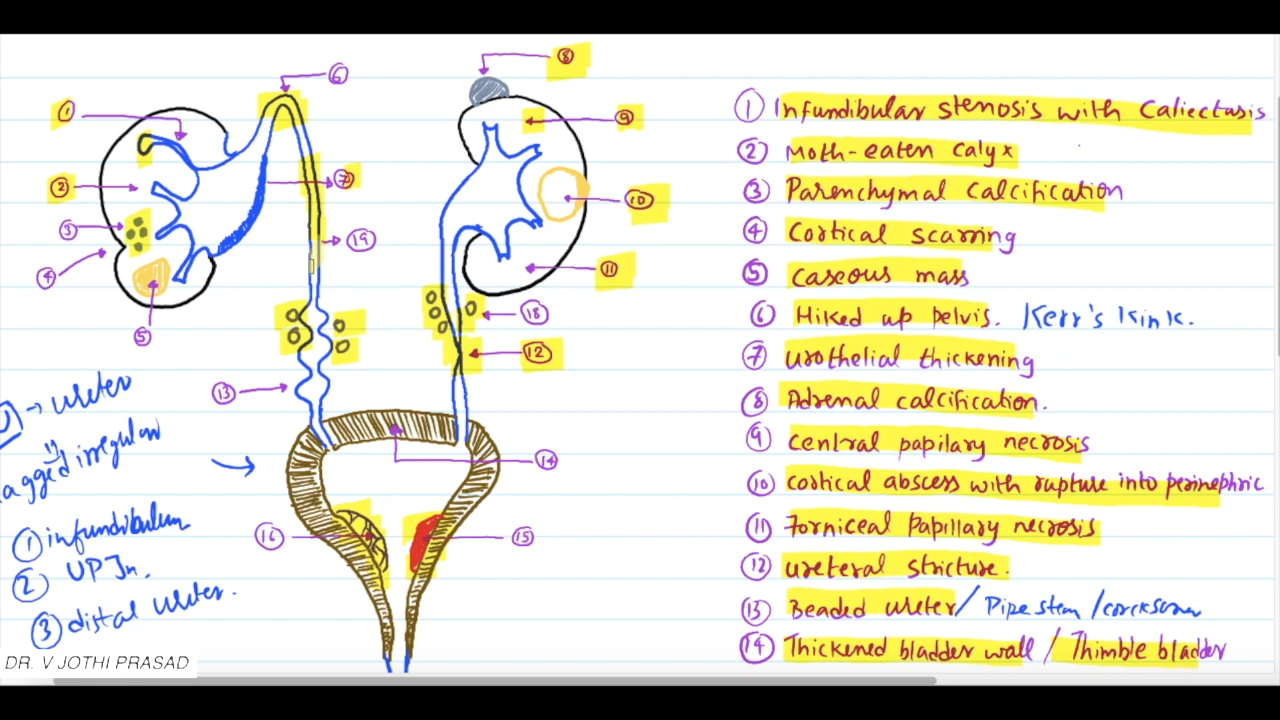 ① Infundibular stenosis with Caliectasis
② Moth-eaten calyx
③ Parenchymal calcification
④ Cortical scarring
⑤ caseous mass
⑥ Hiked up pelvis. Kerr's kink.
⑦ urothelial thickening
⑧ Adrenal calcification.
⑨ central papillary necrosis
⑩ cortical abscess with rupture into perinephric
⑪ Forniceal Papillary necrosis
⑫ ureteral stricture.
⑬ Beaded ureter / Pipe stem / corckscrew
⑭ Thickened bladder wall / Thimble bladder
①
②
③
④
⑤
⑥
⑦
⑲
⑧
⑨
⑩
⑪
⑱
⑫
⑬
⑭
⑮
⑯
→ ureter
irregular
① infundibulum
② UPJn.
③ distal ureter.
DR. V JOTHI PRASAD